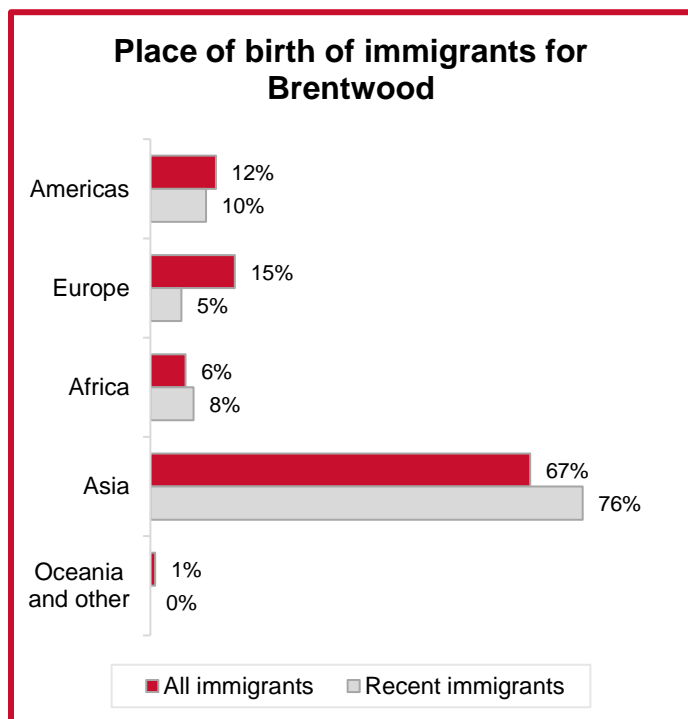 Place of birth of immigrants for
Brentwood
Americas
12%
10%
Europe
15%
5%
Africa
6%
8%
Asia
67%
76%
Oceania
and other
1%
0%
All immigrants
Recent immigrants